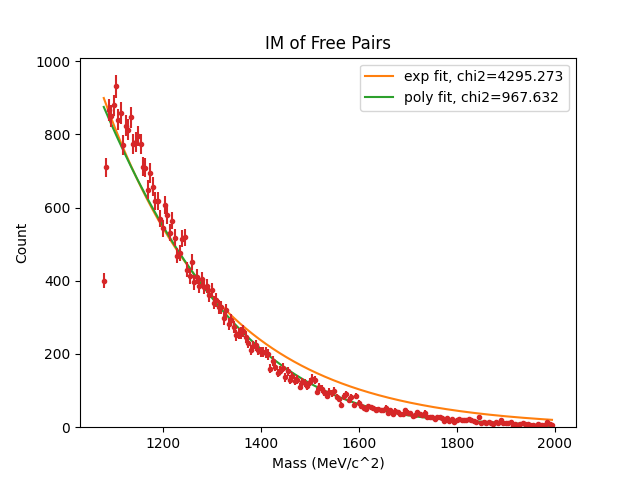 IM of Free Pairs
exp fit, chi2=4295.273
poly fit, chi2=967.632
1000
800
600
400
200
0
Count
1200 1400 1600 1800 2000
Mass (MeV/c^2)